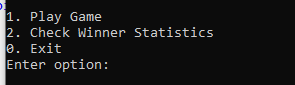 1. Play Game
2. Check Winner Statistics
0. Exit
Enter option: